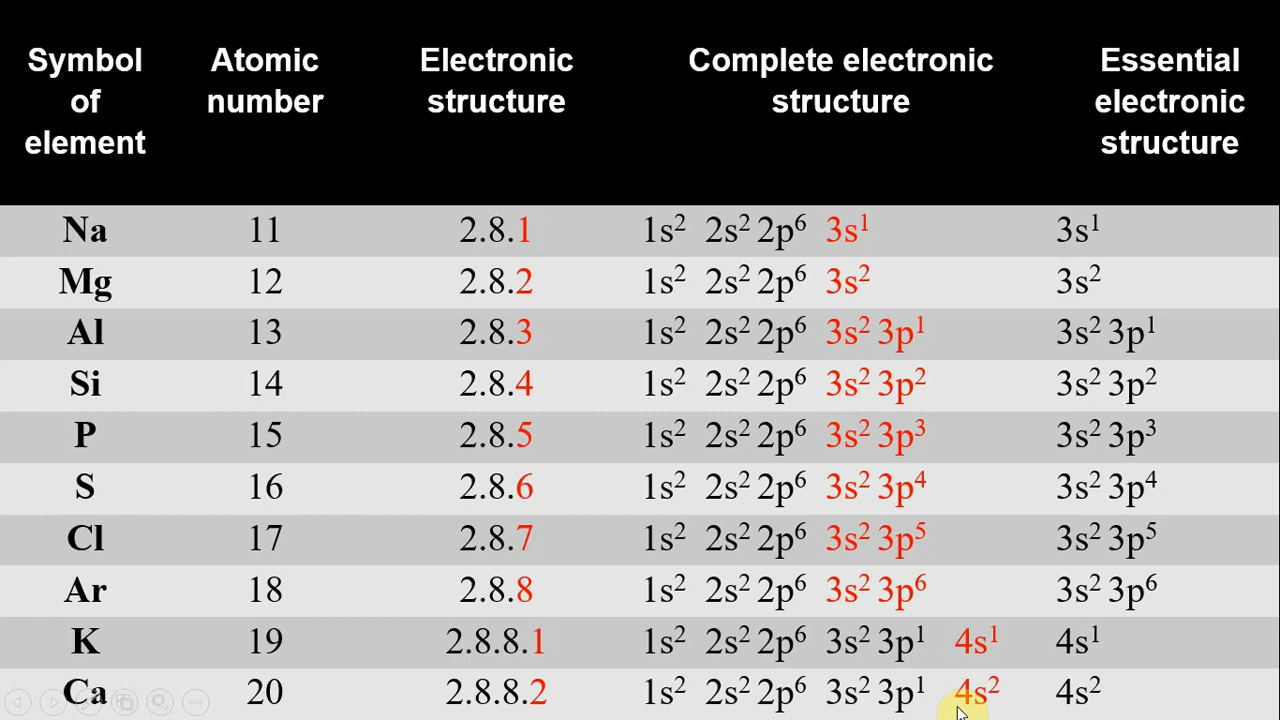 Symbol of element Atomic number Electronic structure Complete electronic structure Essential electronic structure
Na 11 2.8.1 1s² 2s² 2p⁶ 3s¹ 3s¹
Mg 12 2.8.2 1s² 2s² 2p⁶ 3s² 3s²
Al 13 2.8.3 1s² 2s² 2p⁶ 3s² 3p¹ 3s² 3p¹
Si 14 2.8.4 1s² 2s² 2p⁶ 3s² 3p² 3s² 3p²
P 15 2.8.5 1s² 2s² 2p⁶ 3s² 3p³ 3s² 3p³
S 16 2.8.6 1s² 2s² 2p⁶ 3s² 3p⁴ 3s² 3p⁴
Cl 17 2.8.7 1s² 2s² 2p⁶ 3s² 3p⁵ 3s² 3p⁵
Ar 18 2.8.8 1s² 2s² 2p⁶ 3s² 3p⁶ 3s² 3p⁶
K 19 2.8.8.1 1s² 2s² 2p⁶ 3s² 3p¹ 4s¹ 4s¹
Ca 20 2.8.8.2 1s² 2s² 2p⁶ 3s² 3p¹ 4s² 4s²